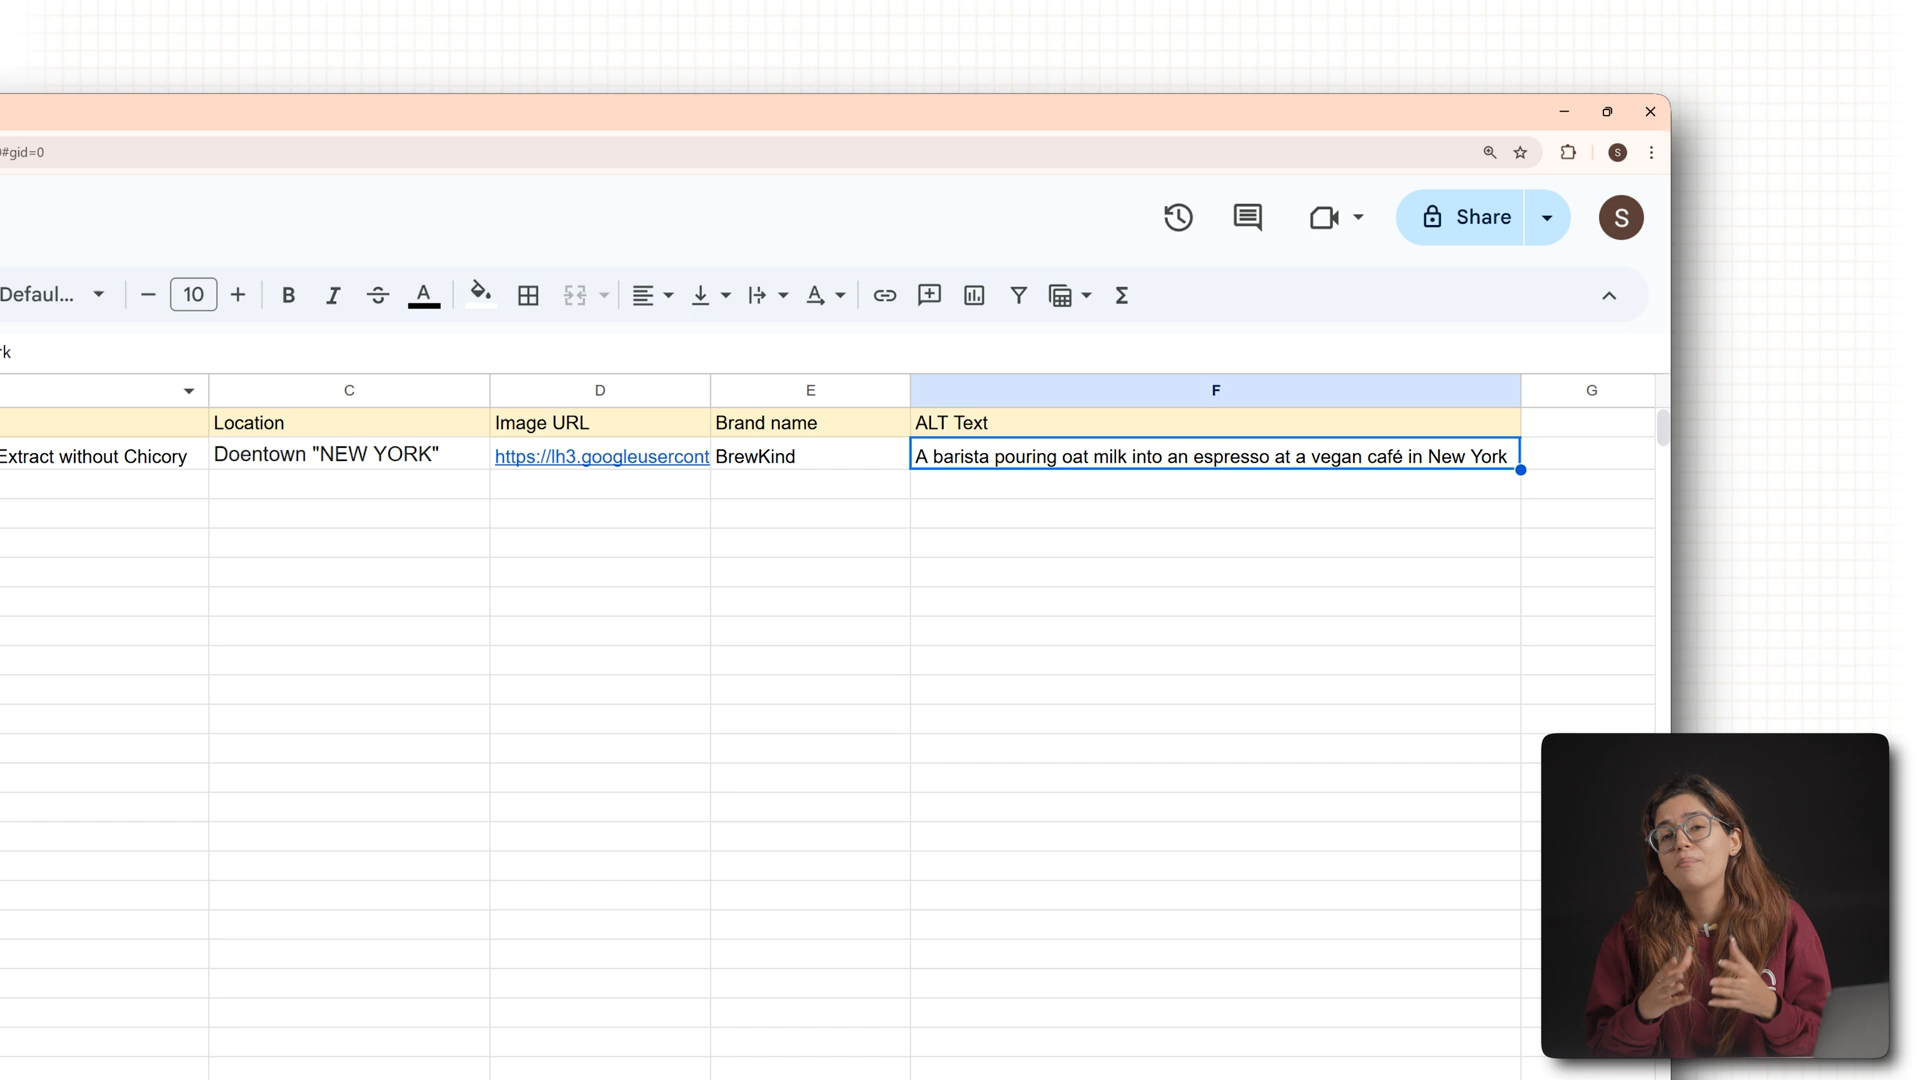 #gid=0
S
Share
S
Defaul...
10
B
A
rk
C
D
E
F
G
Location
Image URL
Brand name
ALT Text
Extract without Chicory
Doentown "NEW YORK"
https://lh3.googleusercont
BrewKind
A barista pouring oat milk into an espresso at a vegan café in New York